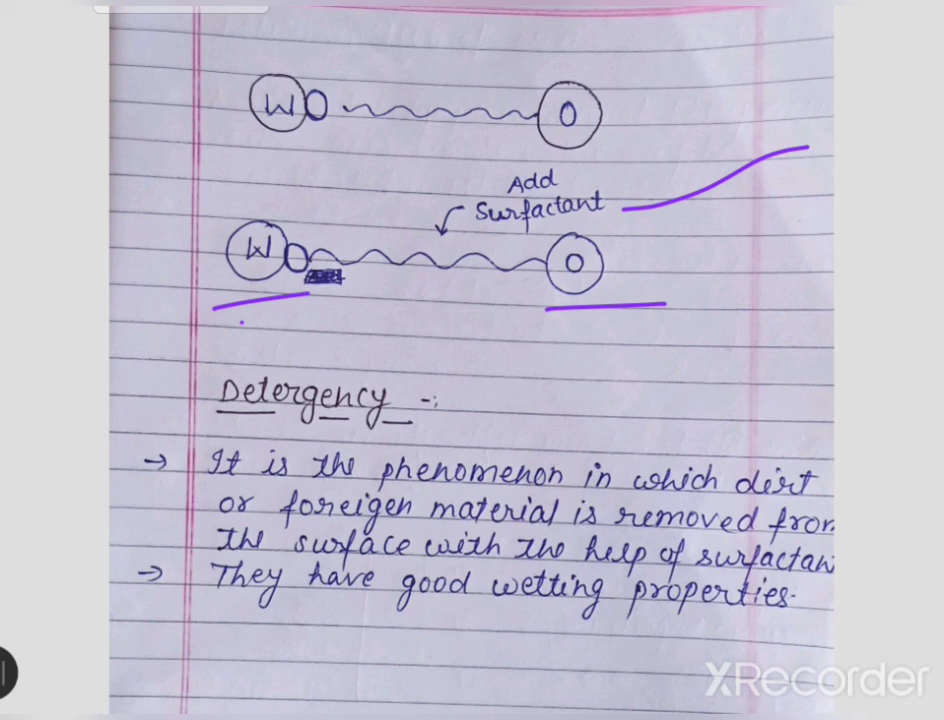 W O
Add
Surfactant
W O
Detergency -:
→ It is the phenomenon in which dirt
or foreigen material is removed from
the surface with the help of surfactan
→ They have good wetting properties.
XRecorder